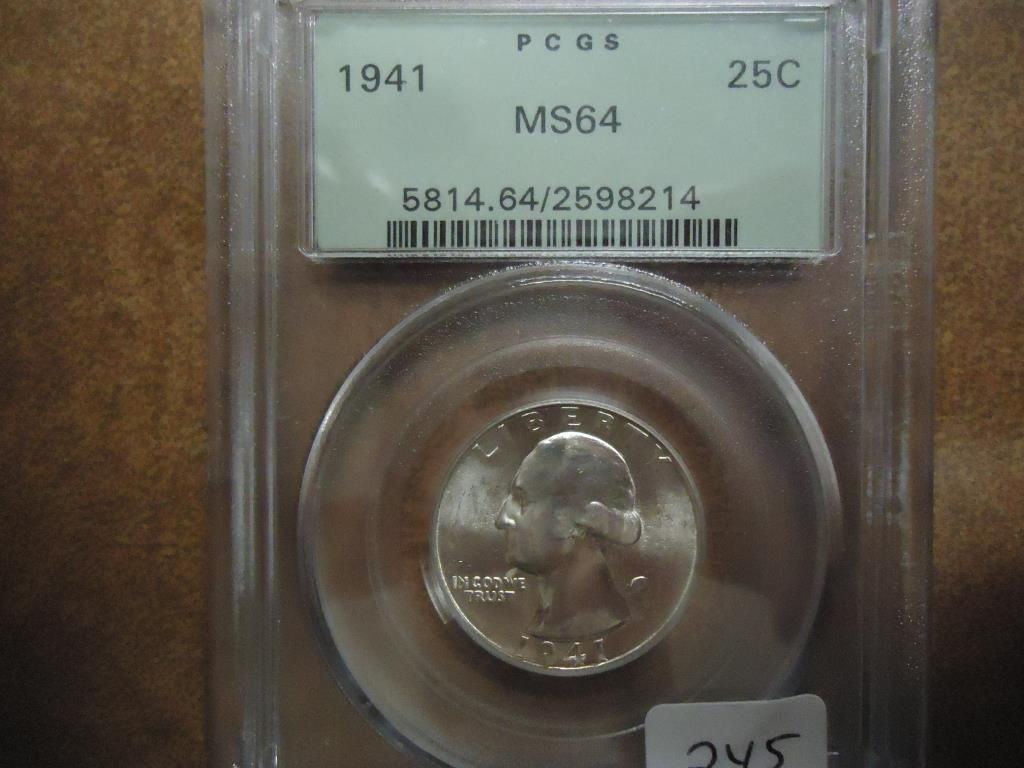 PCGS
1941 25C
MS64
5814.64/2598214
LIBERTY
IN GOD WE
TRUST
1941
245